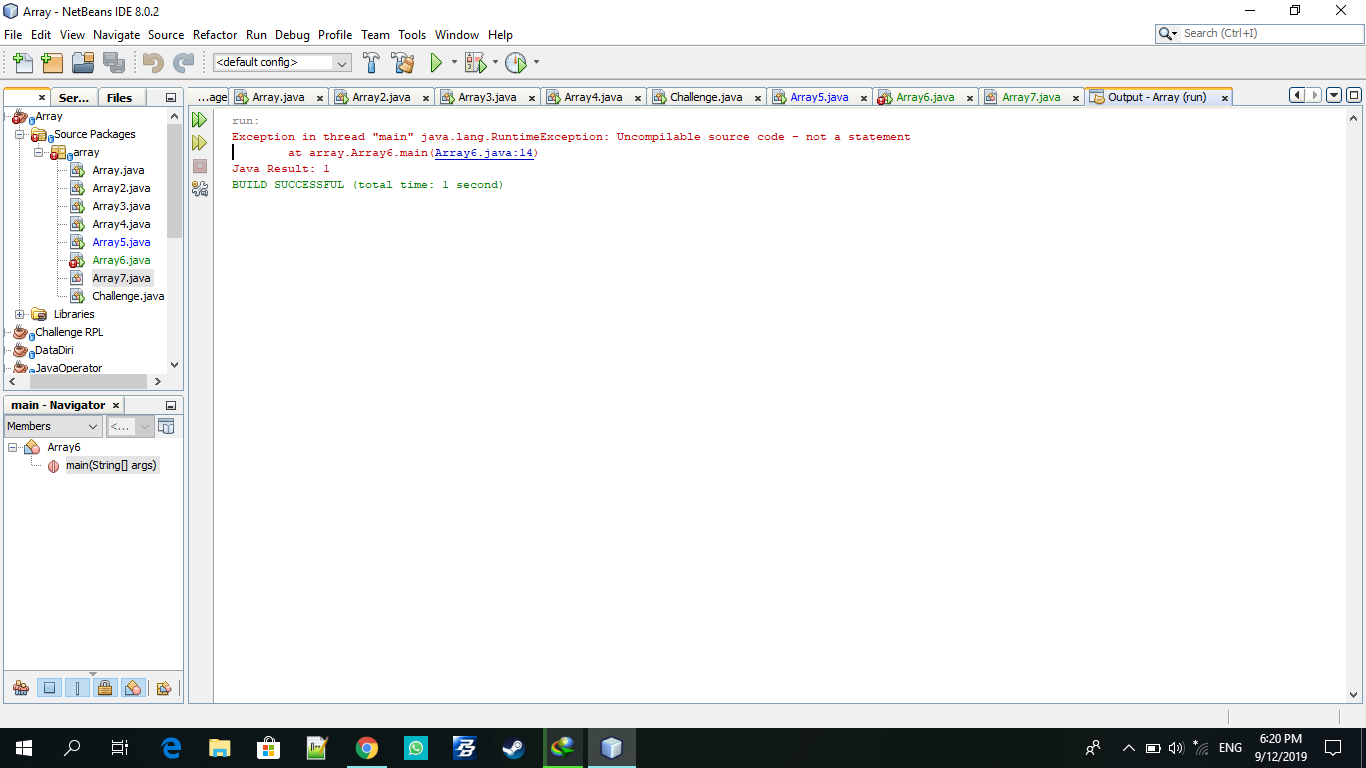 Array - NetBeans IDE 8.0.2
File Edit View Navigate Source Refactor Run Debug Profile Team Tools Window Help
Search (Ctrl+I)
<default config>
Ser... Files
...age Array.java Array2.java Array3.java Array4.java Challenge.java Array5.java Array6.java Array7.java Output - Array (run)
Array
Source Packages
array
Array.java
Array2.java
Array3.java
Array4.java
Array5.java
Array6.java
Array7.java
Challenge.java
Libraries
Challenge RPL
DataDiri
JavaOperator
run:
Exception in thread "main" java.lang.RuntimeException: Uncompilable source code - not a statement
at array.Array6.main(Array6.java:14)
Java Result: 1
BUILD SUCCESSFUL (total time: 1 second)
main - Navigator
Members <...
Array6
main(String[] args)
ENG
6:20 PM
9/12/2019